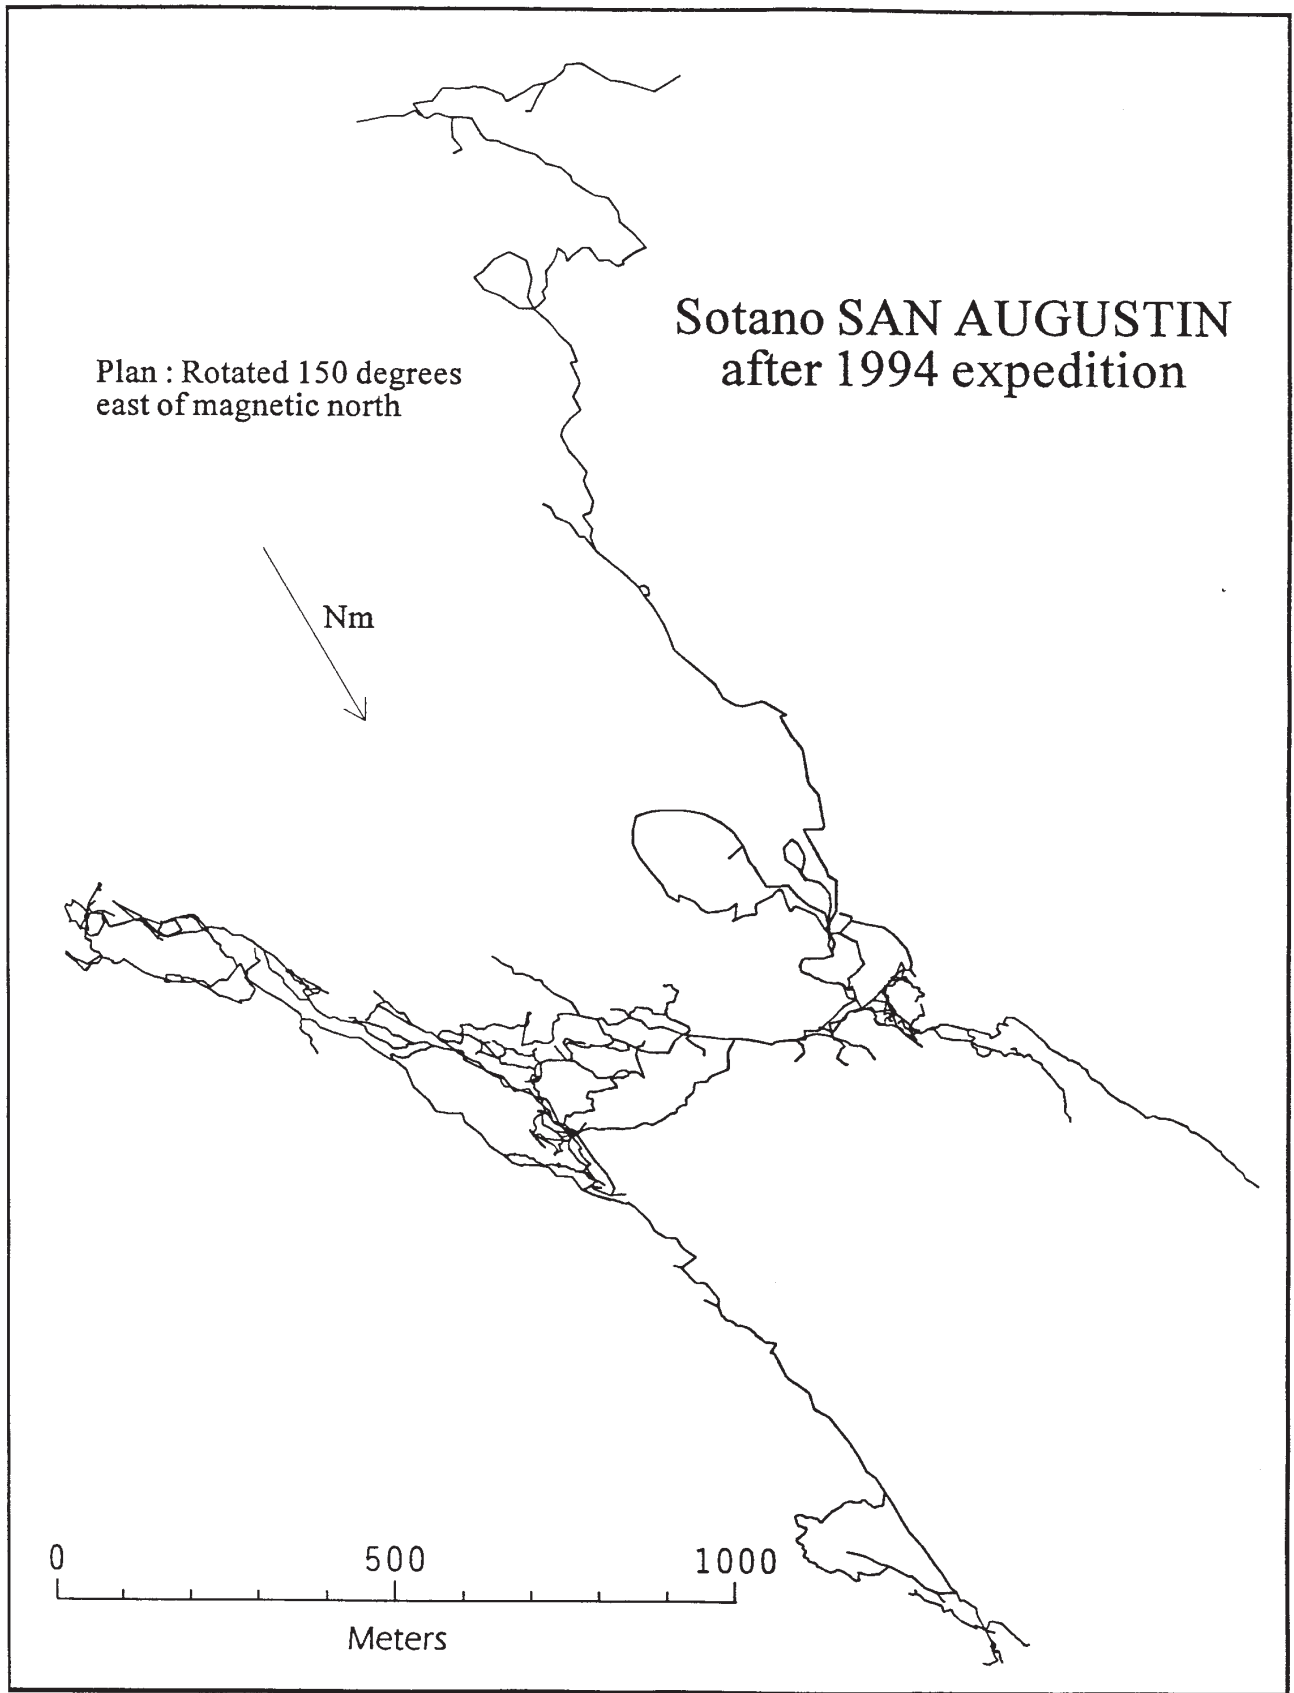 Sotano SAN AUGUSTIN
after 1994 expedition
Plan : Rotated 150 degrees
east of magnetic north
Nm
0 500 1000
Meters